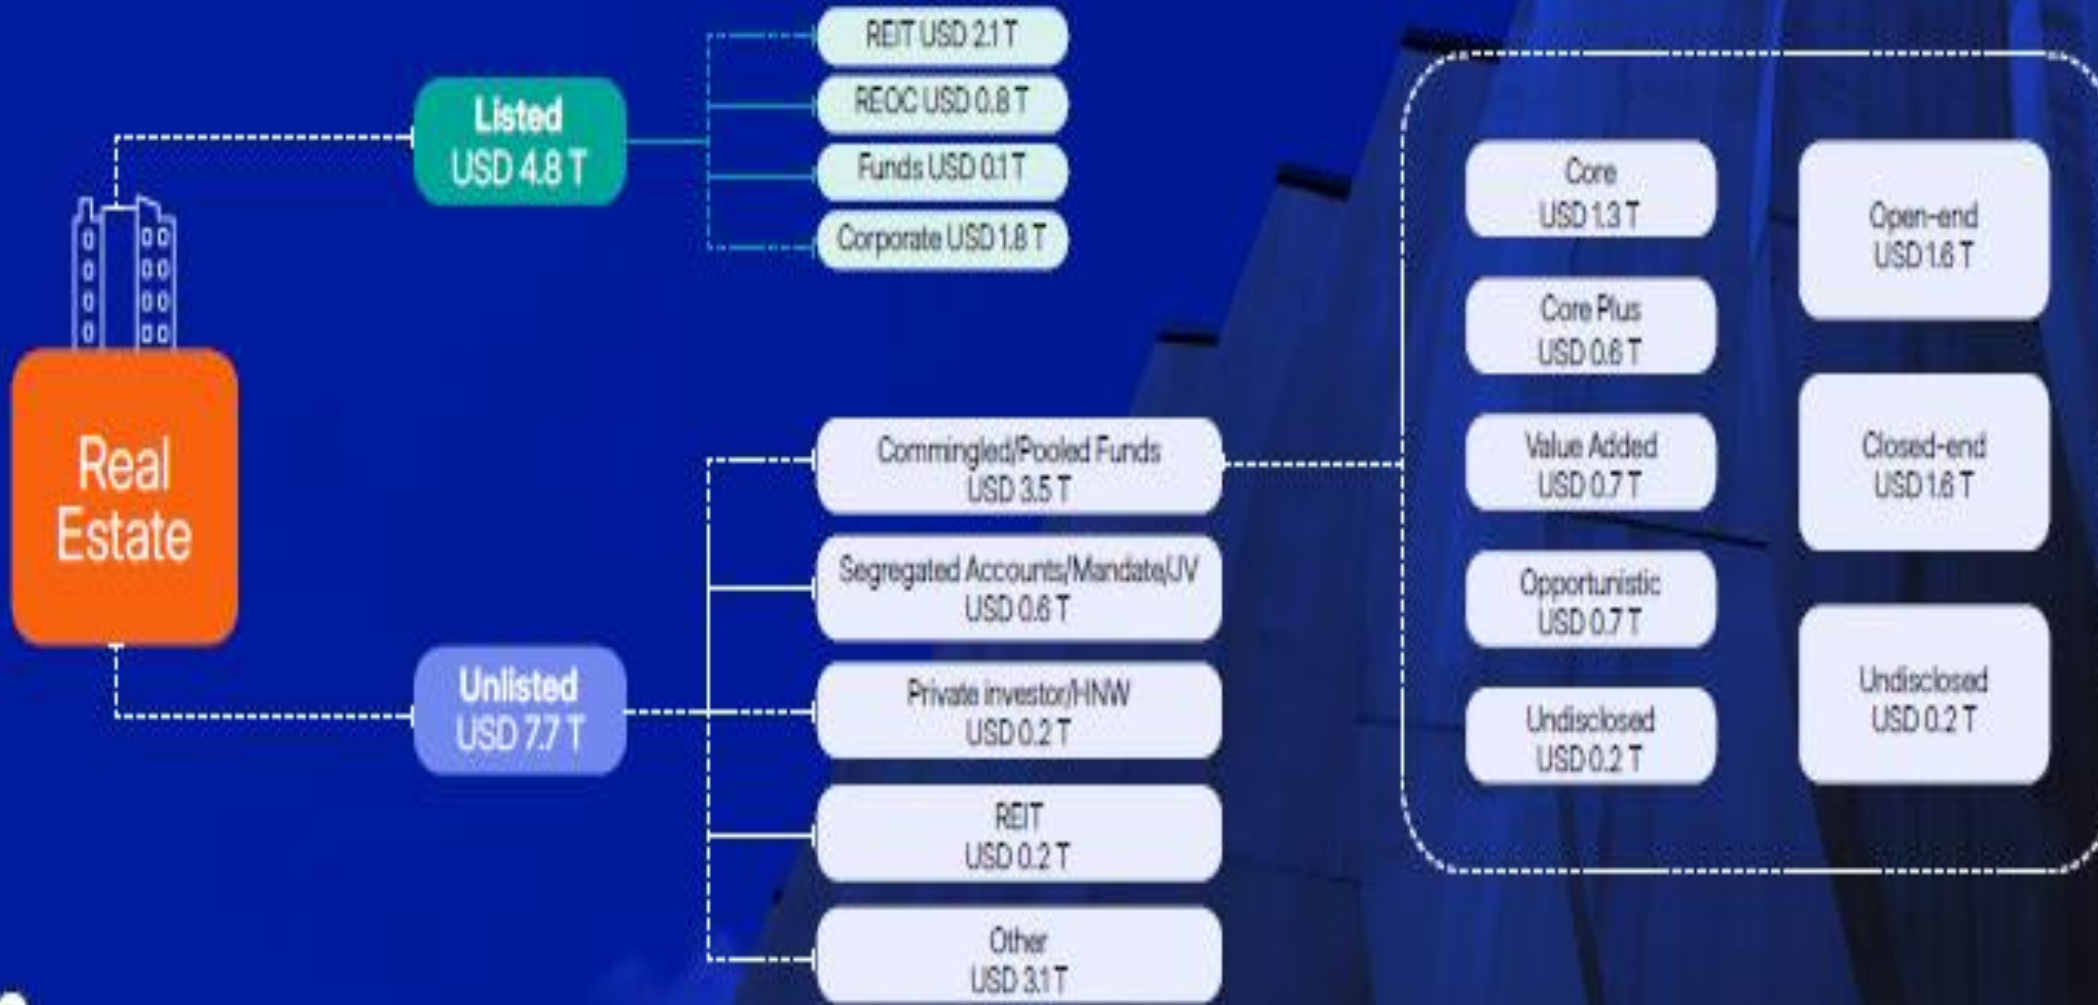 Real
Estate
Listed
USD 4.8 T
REIT USD 2.1 T
REOC USD 0.8 T
Funds USD 0.1 T
Corporate USD 1.8 T
Unlisted
USD 7.7 T
Commingled/Pooled Funds
USD 3.5 T
Segregated Accounts/Mandate/JV
USD 0.6 T
Private investor/HNW
USD 0.2 T
REIT
USD 0.2 T
Other
USD 3.1 T
Core
USD 1.3 T
Core Plus
USD 0.6 T
Value Added
USD 0.7 T
Opportunistic
USD 0.7 T
Undisclosed
USD 0.2 T
Open-end
USD 1.6 T
Closed-end
USD 1.6 T
Undisclosed
USD 0.2 T